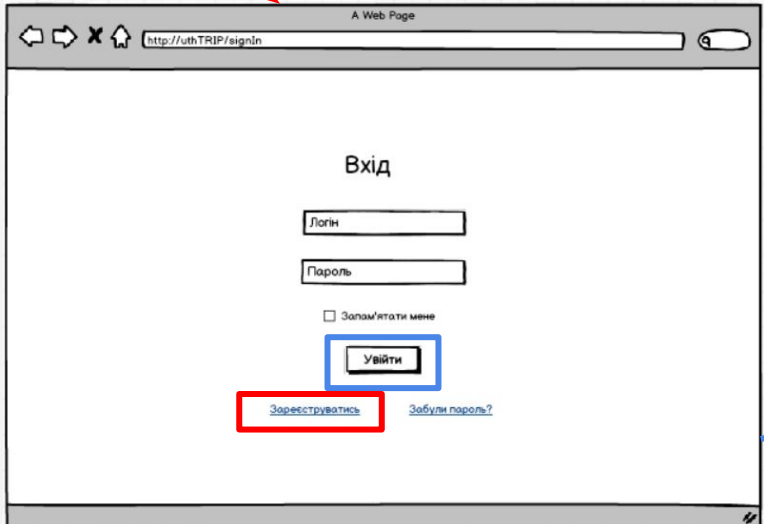 A Web Page
http://uthTRIP/signIn
Вхід
Логін
Пароль
Запам'ятати мене
Увійти
Зареєструватись Забули пароль?